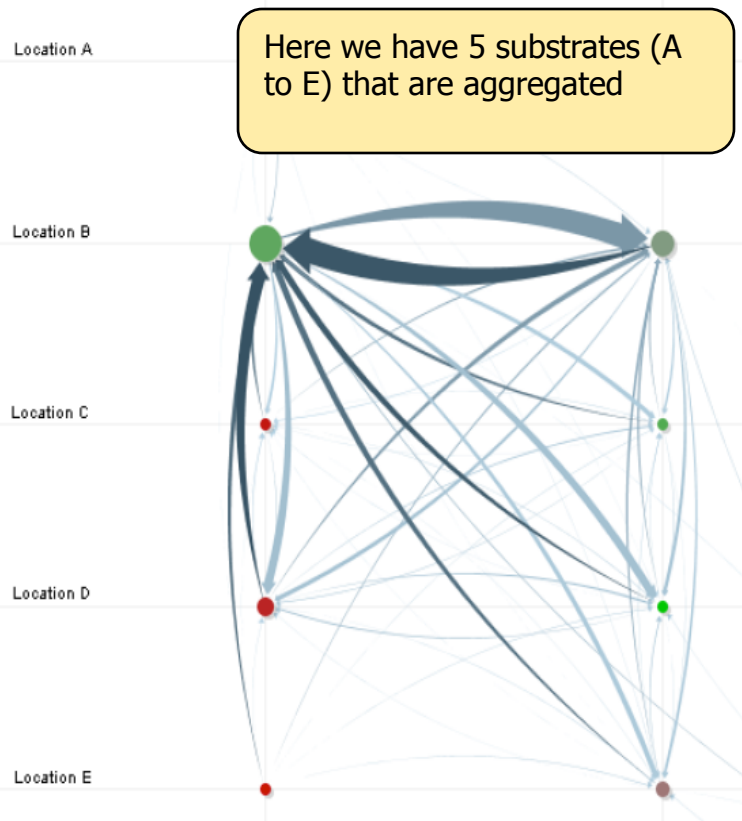 Location A
Here we have 5 substrates (A
to E) that are aggregated
Location B
Location C
Location D
Location E